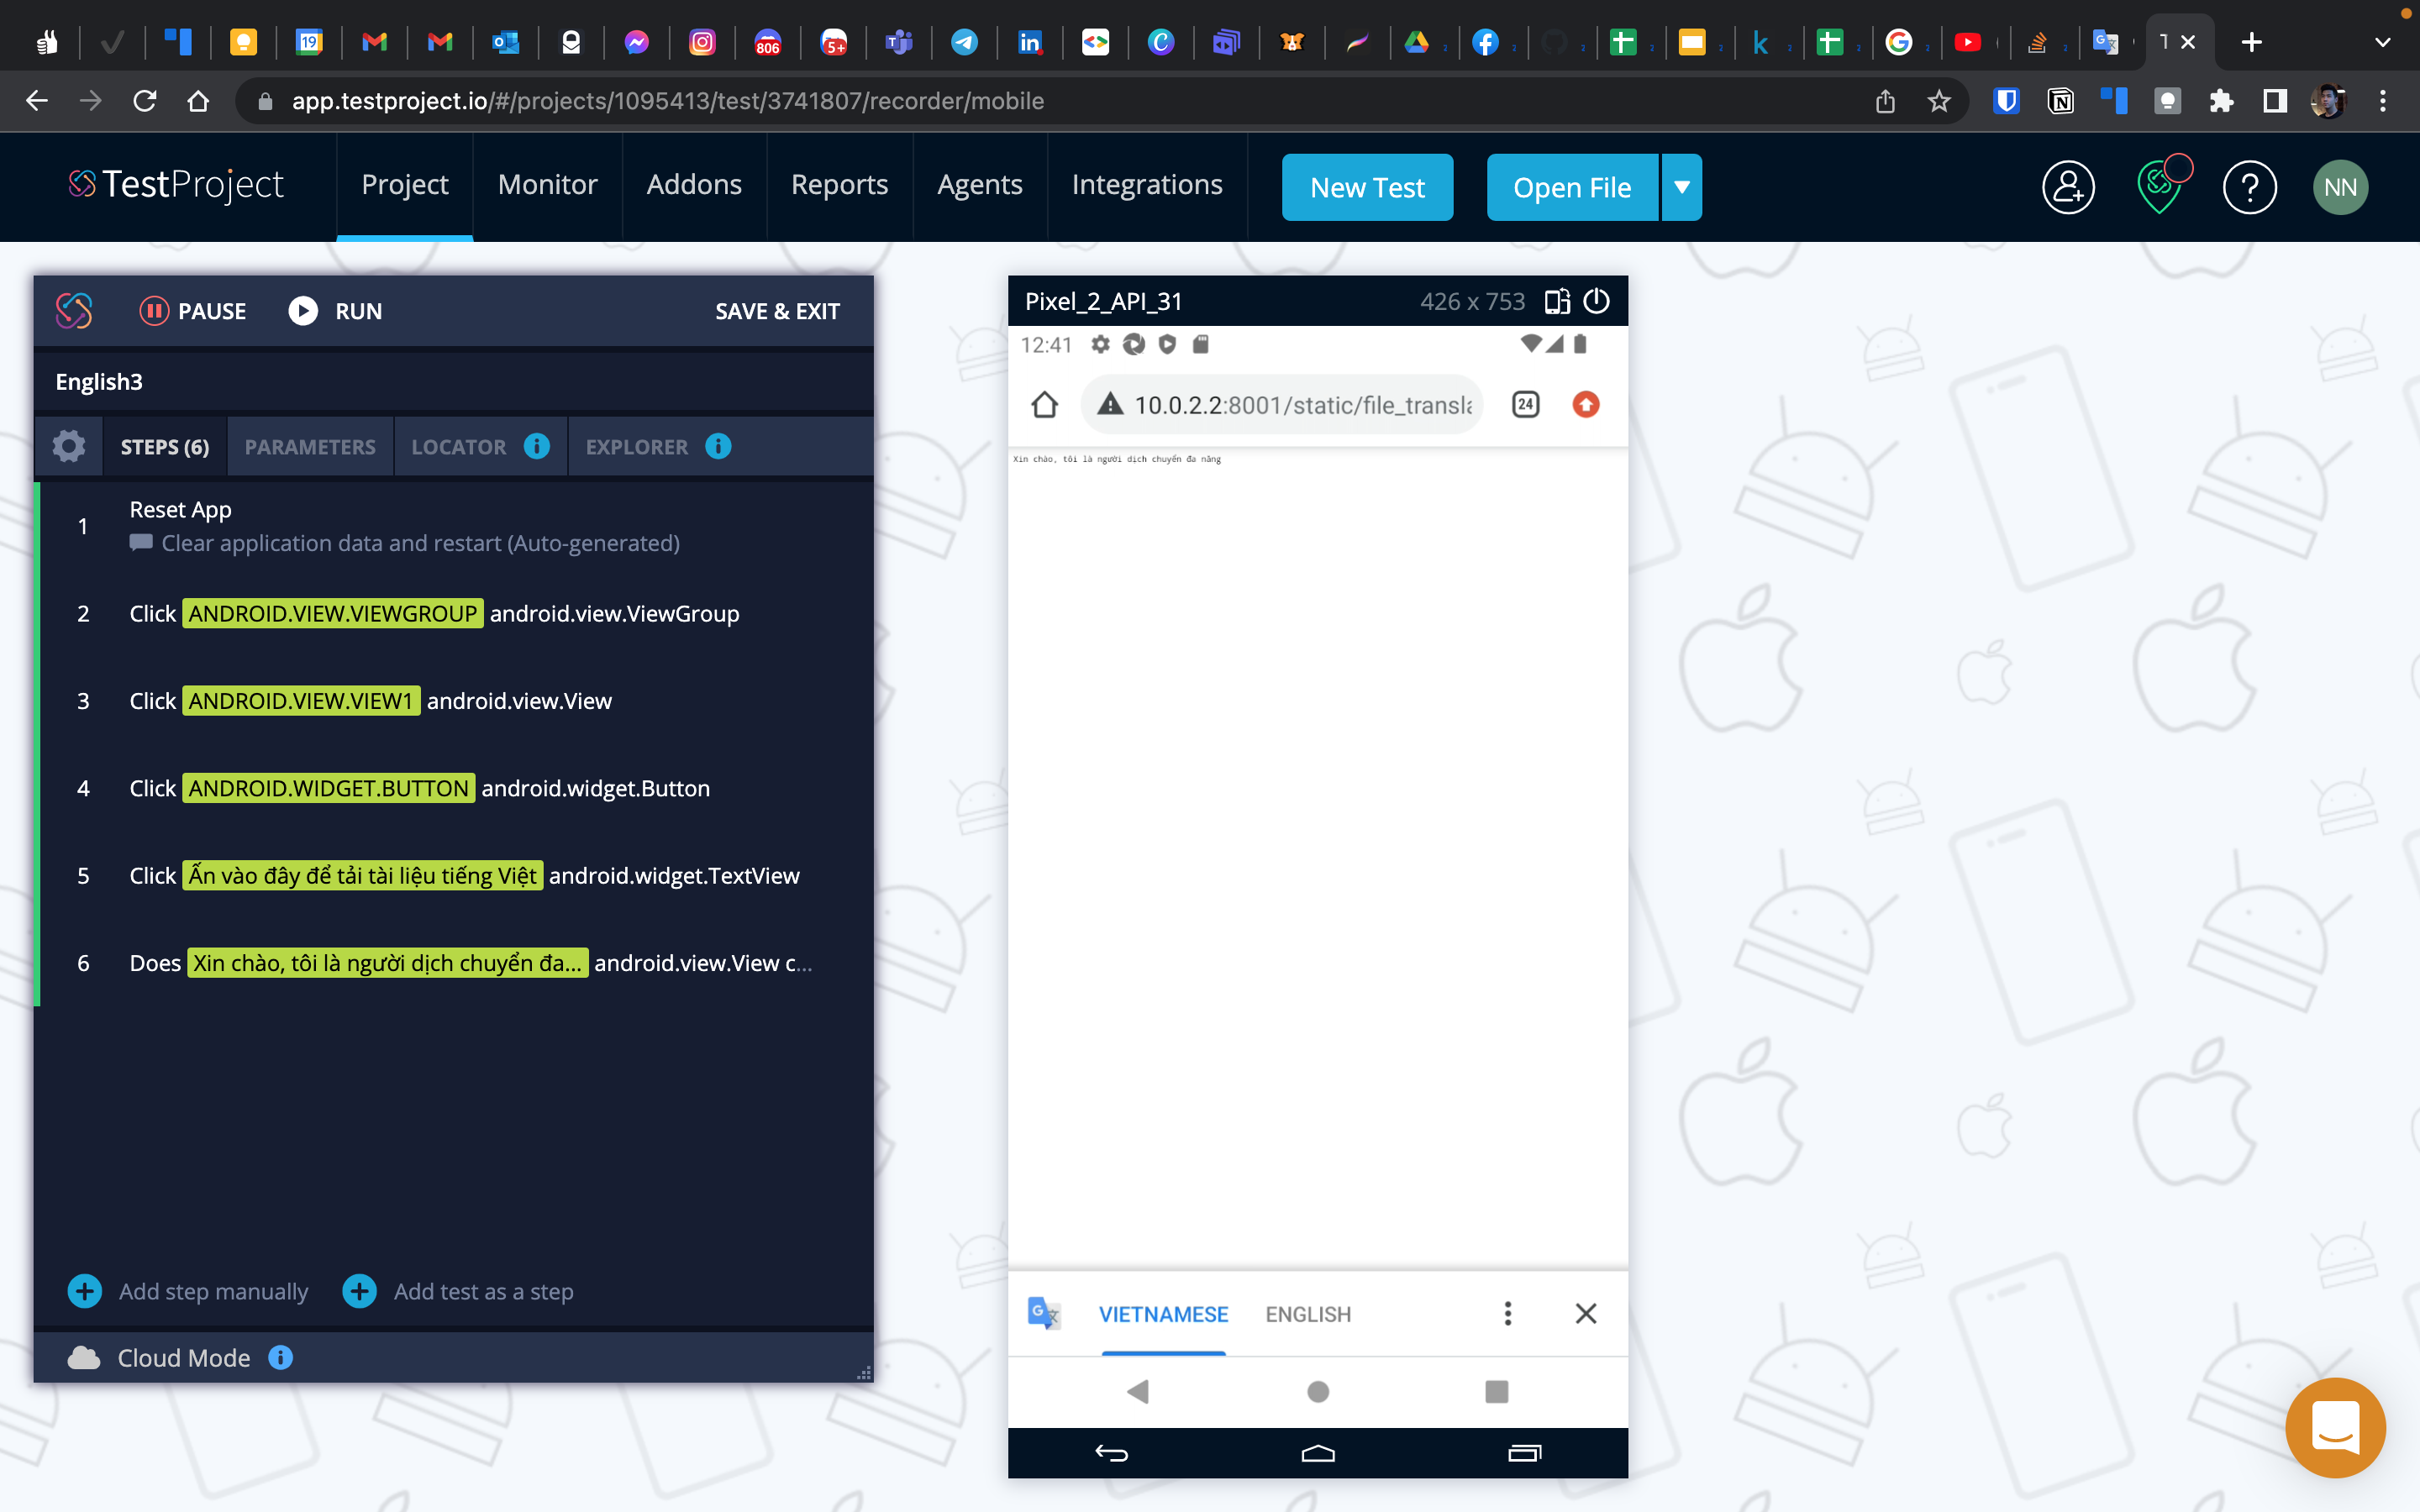 19
806
5+
T
in
C
k
G
1
app.testproject.io/#/projects/1095413/test/3741807/recorder/mobile
TestProject
Project
Monitor
Addons
Reports
Agents
Integrations
New Test
Open File
?
NN
PAUSE
RUN
SAVE & EXIT
English3
STEPS (6)
PARAMETERS
LOCATOR i
EXPLORER i
1 Reset App
Clear application data and restart (Auto-generated)
2 Click ANDROID.VIEW.VIEWGROUP android.view.ViewGroup
3 Click ANDROID.VIEW.VIEW1 android.view.View
4 Click ANDROID.WIDGET.BUTTON android.widget.Button
5 Click Ấn vào đây để tải tài liệu tiếng Việt android.widget.TextView
6 Does Xin chào, tôi là người dịch chuyển đa... android.view.View c...
Add step manually
Add test as a step
Cloud Mode i
Pixel_2_API_31 426 x 753
12:41
10.0.2.2:8001/static/file_transla
24
Xin chào, tôi là người dịch chuyển đa năng
VIETNAMESE ENGLISH